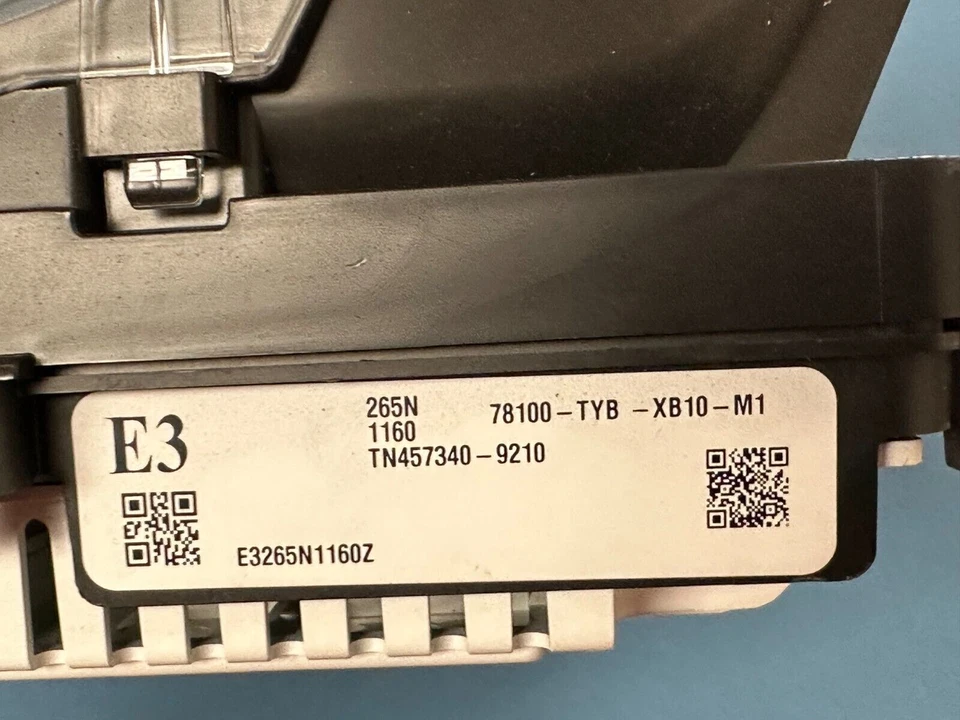 E3
265N
1160
78100-TYB -XB10-M1
TN457340-9210
E3265N1160Z